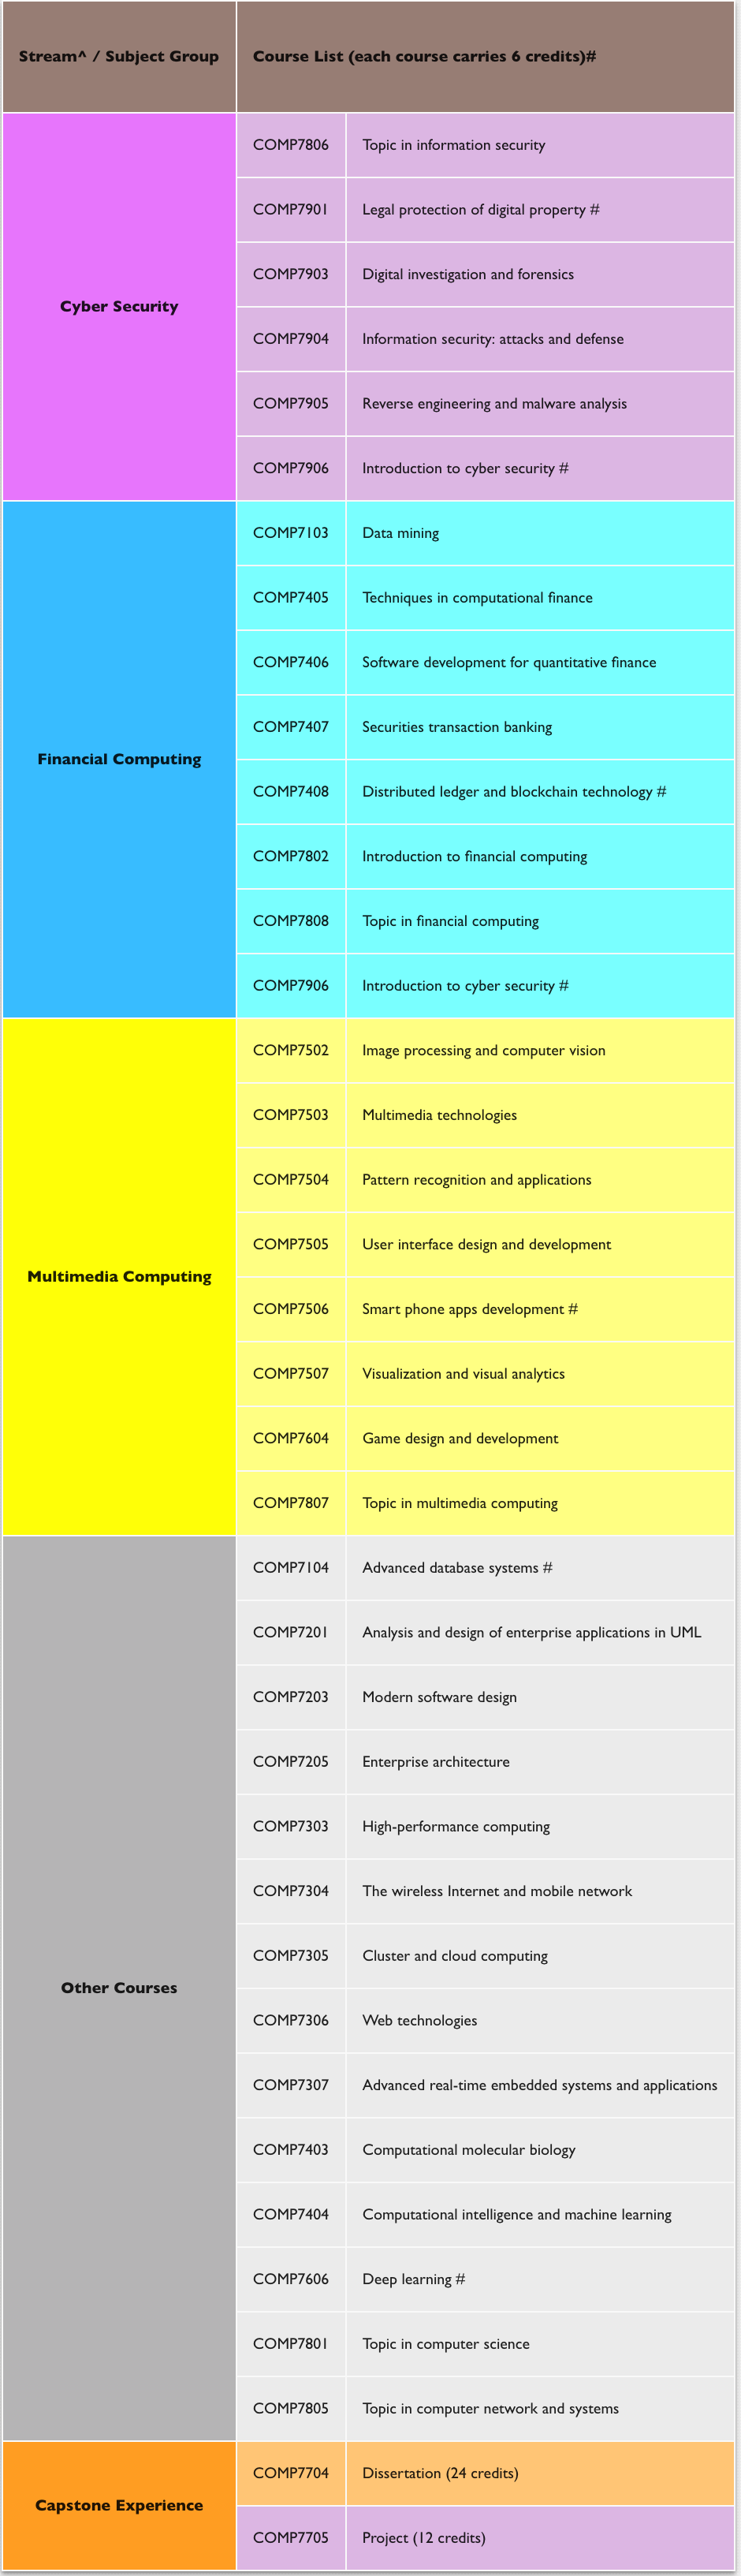 Stream^ / Subject Group
Course List (each course carries 6 credits)#
Cyber Security
COMP7806 Topic in information security
COMP7901 Legal protection of digital property #
COMP7903 Digital investigation and forensics
COMP7904 Information security: attacks and defense
COMP7905 Reverse engineering and malware analysis
COMP7906 Introduction to cyber security #
Financial Computing
COMP7103 Data mining
COMP7405 Techniques in computational finance
COMP7406 Software development for quantitative finance
COMP7407 Securities transaction banking
COMP7408 Distributed ledger and blockchain technology #
COMP7802 Introduction to financial computing
COMP7808 Topic in financial computing
COMP7906 Introduction to cyber security #
Multimedia Computing
COMP7502 Image processing and computer vision
COMP7503 Multimedia technologies
COMP7504 Pattern recognition and applications
COMP7505 User interface design and development
COMP7506 Smart phone apps development #
COMP7507 Visualization and visual analytics
COMP7604 Game design and development
COMP7807 Topic in multimedia computing
Other Courses
COMP7104 Advanced database systems #
COMP7201 Analysis and design of enterprise applications in UML
COMP7203 Modern software design
COMP7205 Enterprise architecture
COMP7303 High-performance computing
COMP7304 The wireless Internet and mobile network
COMP7305 Cluster and cloud computing
COMP7306 Web technologies
COMP7307 Advanced real-time embedded systems and applications
COMP7403 Computational molecular biology
COMP7404 Computational intelligence and machine learning
COMP7606 Deep learning #
COMP7801 Topic in computer science
COMP7805 Topic in computer network and systems
Capstone Experience
COMP7704 Dissertation (24 credits)
COMP7705 Project (12 credits)